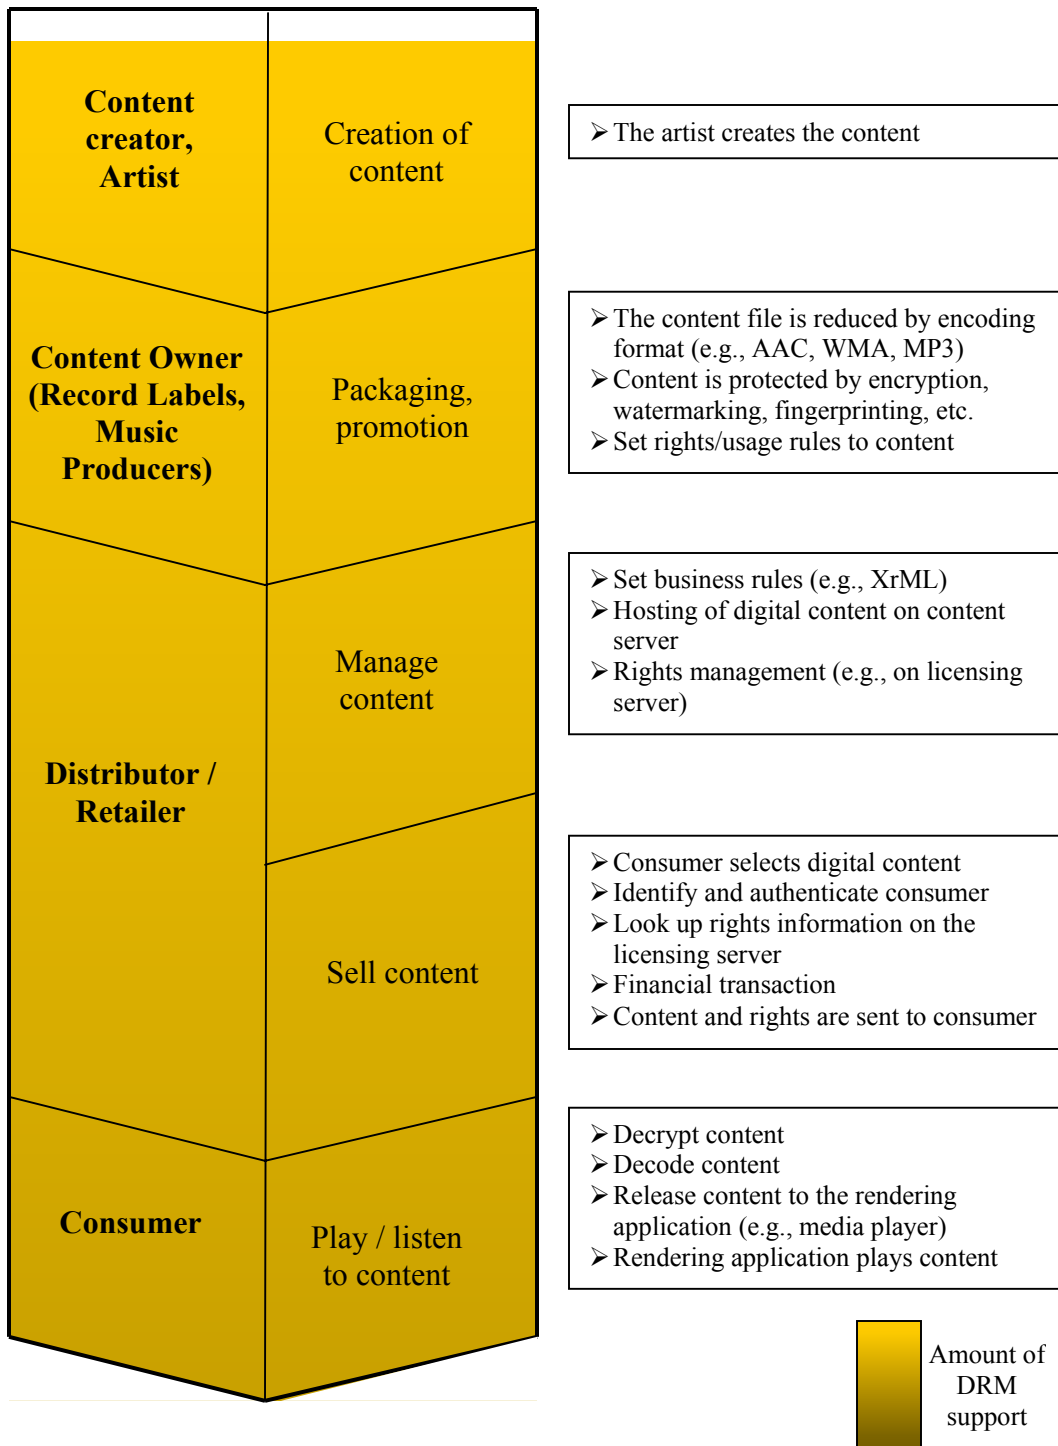 Content
creator,
Artist
Creation of
content
➢ The artist creates the content
Content Owner
(Record Labels,
Music
Producers)
Packaging,
promotion
➢ The content file is reduced by encoding
format (e.g., AAC, WMA, MP3)
➢ Content is protected by encryption,
watermarking, fingerprinting, etc.
➢ Set rights/usage rules to content
Distributor /
Retailer
Manage
content
➢ Set business rules (e.g., XrML)
➢ Hosting of digital content on content
server
➢ Rights management (e.g., on licensing
server)
Sell content
➢ Consumer selects digital content
➢ Identify and authenticate consumer
➢ Look up rights information on the
licensing server
➢ Financial transaction
➢ Content and rights are sent to consumer
Consumer
Play / listen
to content
➢ Decrypt content
➢ Decode content
➢ Release content to the rendering
application (e.g., media player)
➢ Rendering application plays content
Amount of
DRM
support